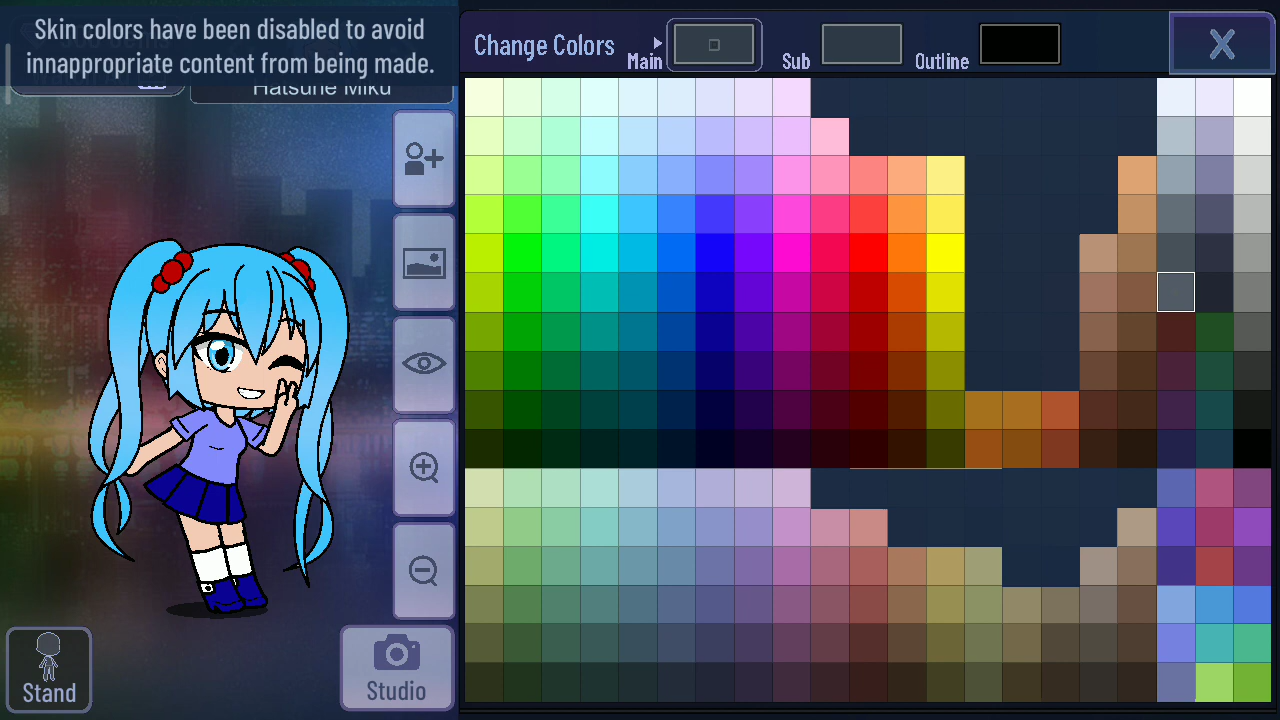 Skin colors have been disabled to avoid
innappropriate content from being made.
Hatsune Miku
Change Colors
Main
Sub
Outline
X
Stand
Studio